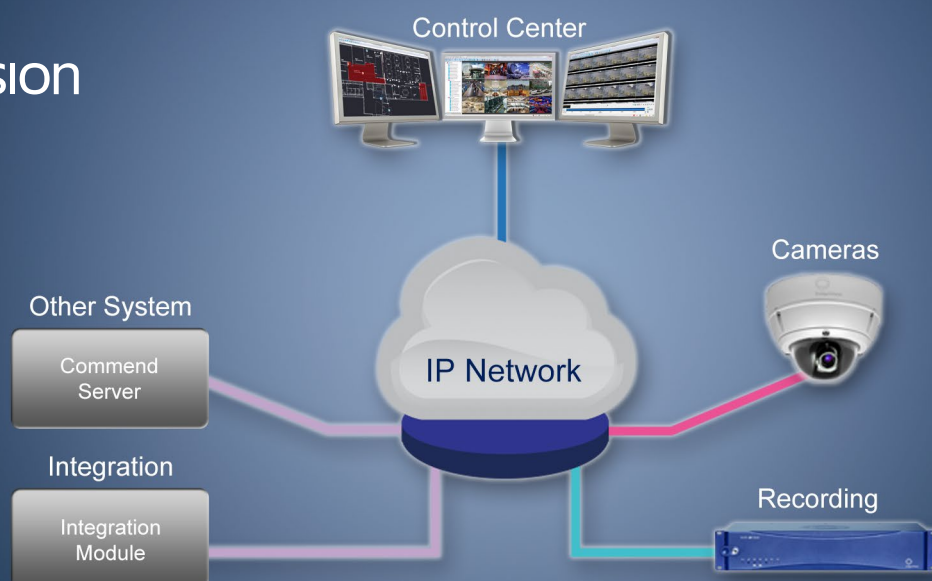 Control Center
sion
Cameras
Other System
Commend
Server
IP Network
Integration
Integration
Module
Recording